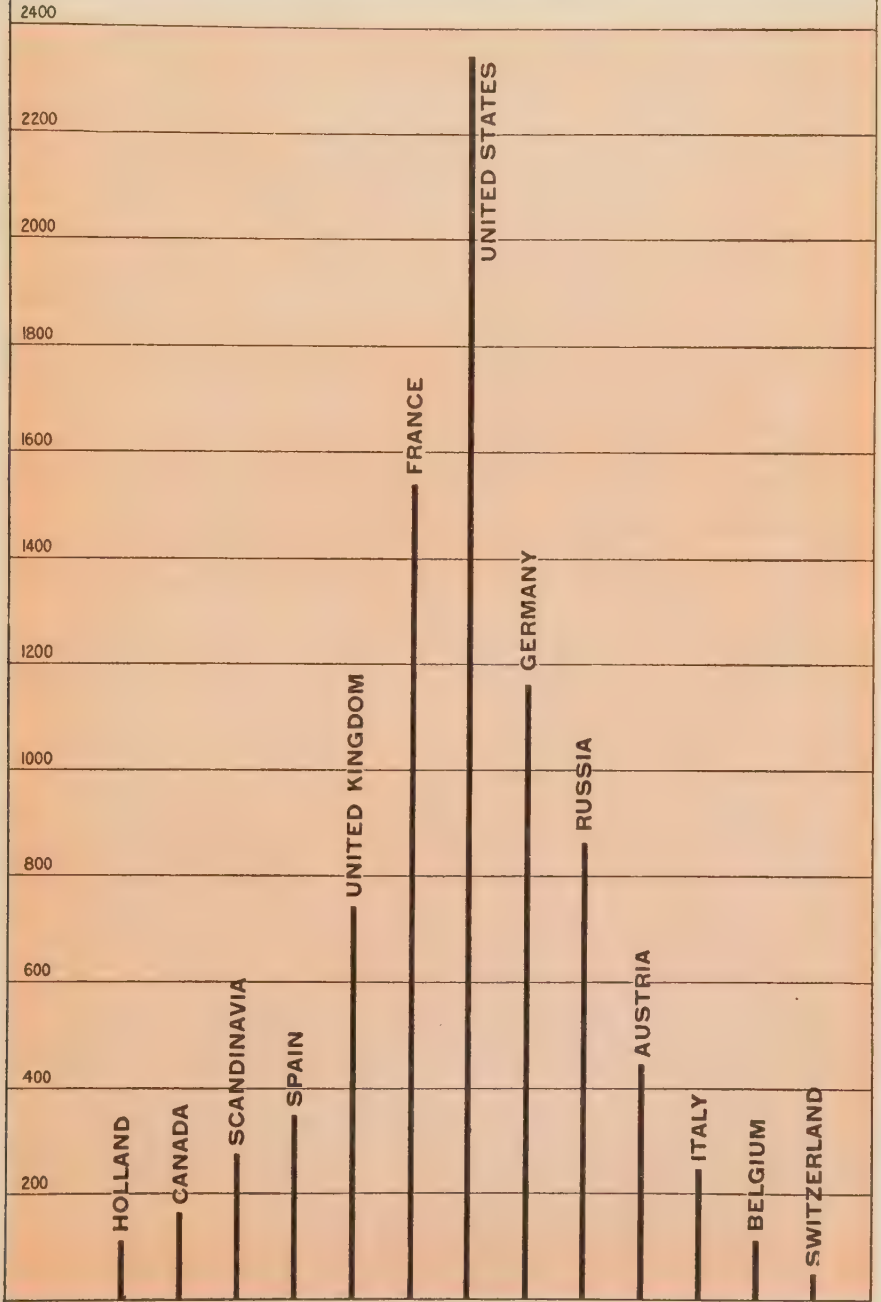 2400
2200
2000
1800
1600
1400
1200
1000
800
600
400
200
HOLLAND
CANADA
SCANDINAVIA
SPAIN
UNITED KINGDOM
FRANCE
UNITED STATES
GERMANY
RUSSIA
AUSTRIA
ITALY
BELGIUM
SWITZERLAND